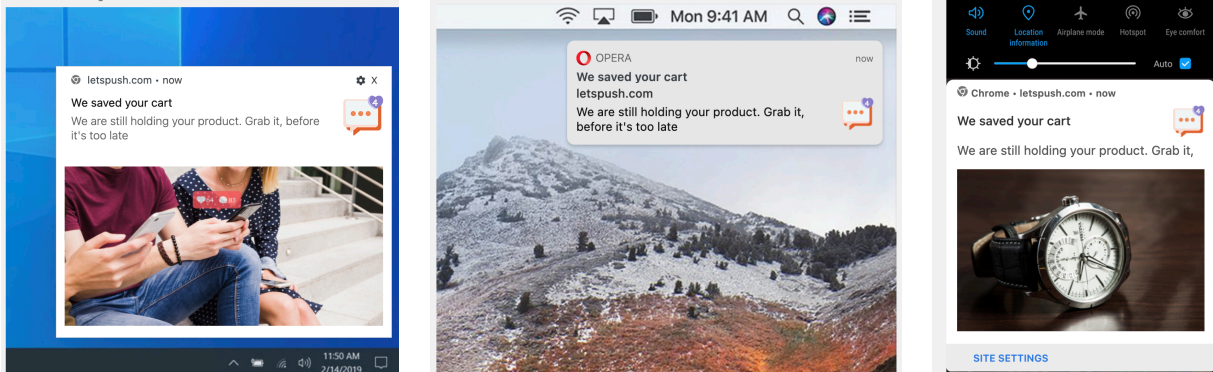 letspush.com • now
X
We saved your cart
4
We are still holding your product. Grab it, before
it's too late
64 83
11:50 AM
2/14/2019
Mon 9:41 AM
OPERA
now
We saved your cart
letspush.com
We are still holding your product. Grab it,
before it's too late
4
Sound
Location
information
Airplane mode
Hotspot
Eye comfort
Auto
Chrome • letspush.com • now
We saved your cart
4
We are still holding your product. Grab it,
SITE SETTINGS